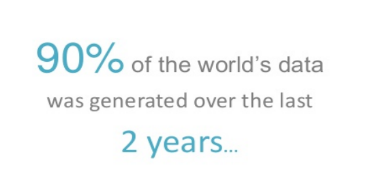 90% of the world's data
was generated over the last
2 years...